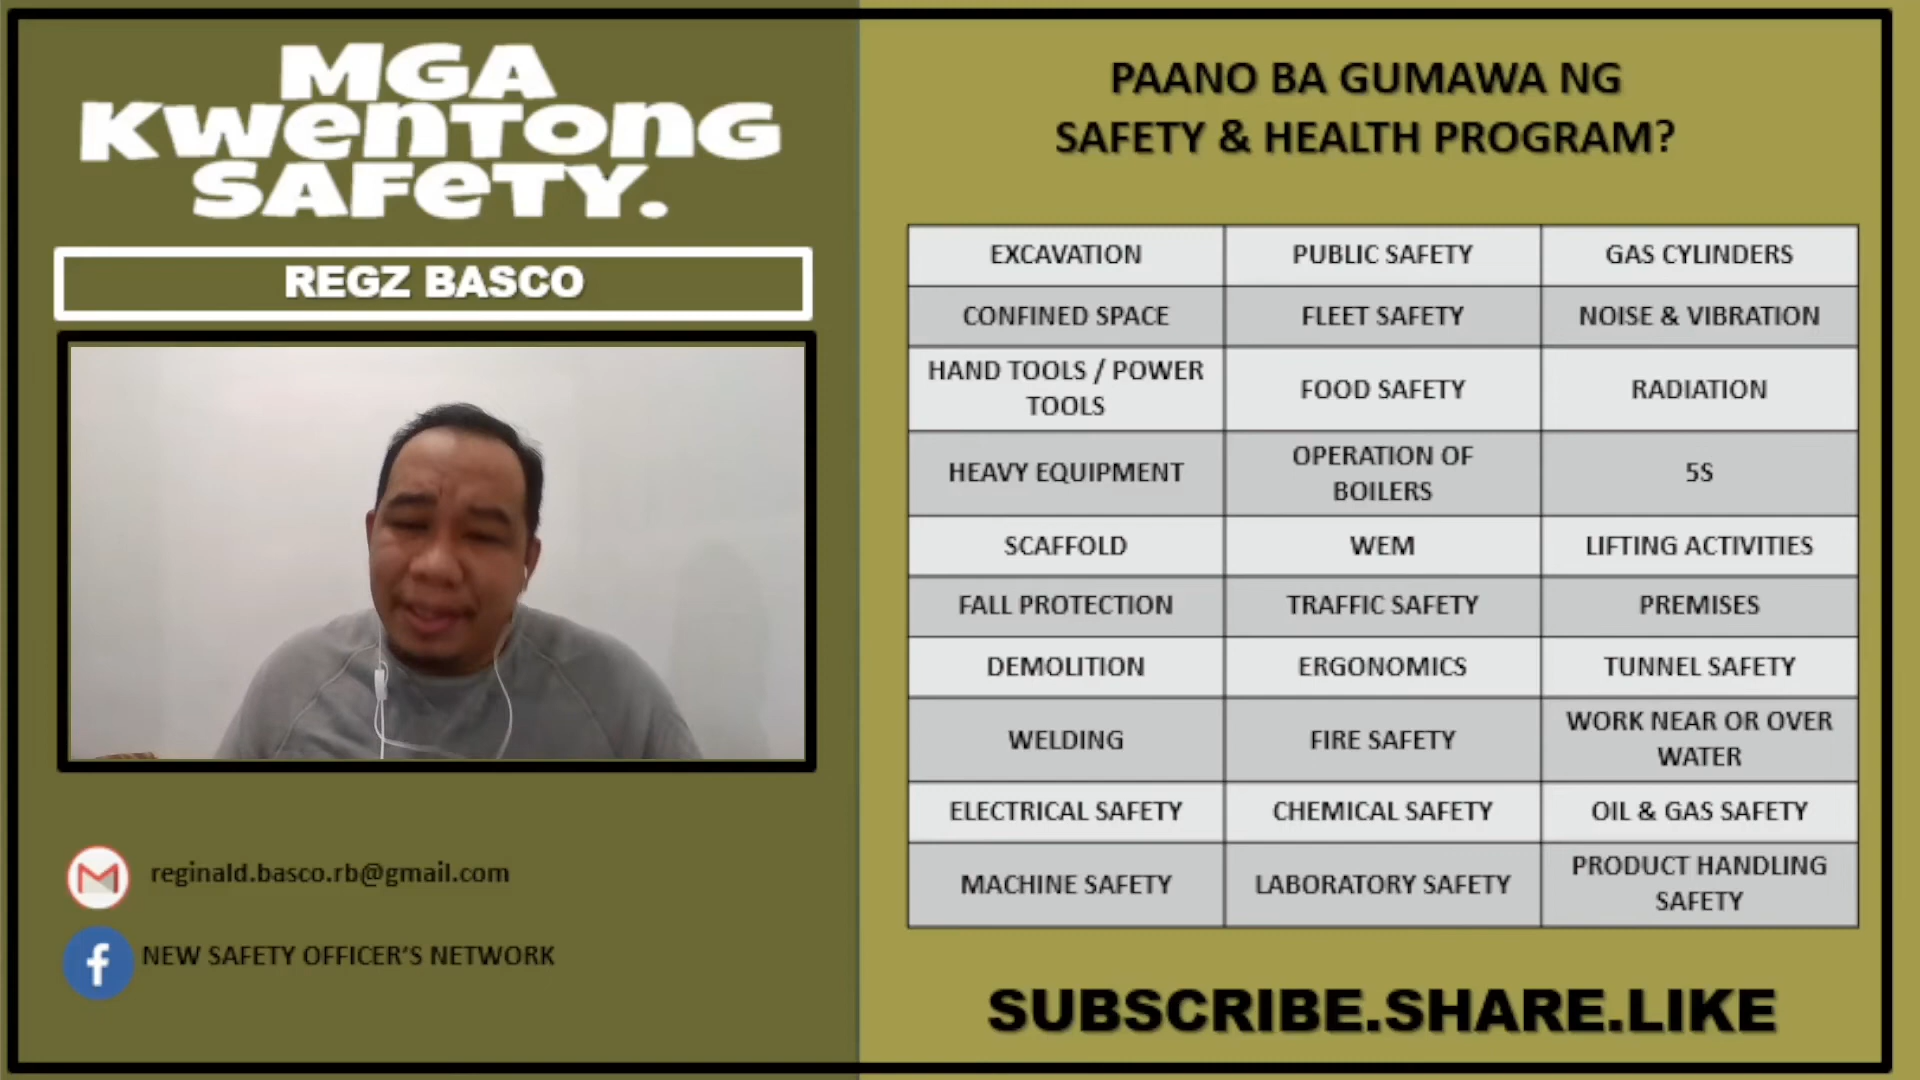 MGA
KWENTONG
SAFETY.
REGZ BASCO
reginald.basco.rb@gmail.com
NEW SAFETY OFFICER'S NETWORK
PAANO BA GUMAWA NG
SAFETY & HEALTH PROGRAM?
EXCAVATION PUBLIC SAFETY GAS CYLINDERS
CONFINED SPACE FLEET SAFETY NOISE & VIBRATION
HAND TOOLS / POWER
TOOLS
FOOD SAFETY RADIATION
HEAVY EQUIPMENT
OPERATION OF
BOILERS
5S
SCAFFOLD WEM LIFTING ACTIVITIES
FALL PROTECTION TRAFFIC SAFETY PREMISES
DEMOLITION ERGONOMICS TUNNEL SAFETY
WELDING FIRE SAFETY
WORK NEAR OR OVER
WATER
ELECTRICAL SAFETY CHEMICAL SAFETY OIL & GAS SAFETY
MACHINE SAFETY LABORATORY SAFETY
PRODUCT HANDLING
SAFETY
SUBSCRIBE.SHARE.LIKE